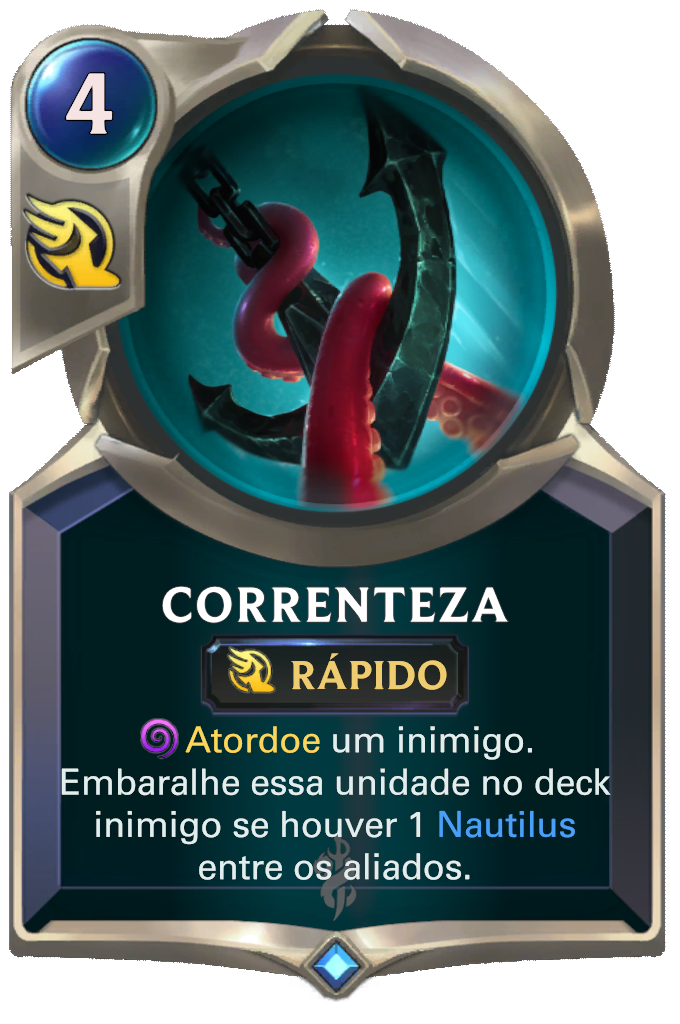 4
CORRENTEZA
RÁPIDO
Atordoe um inimigo.
Embaralhe essa unidade no deck
inimigo se houver 1 Nautilus
entre os aliados.